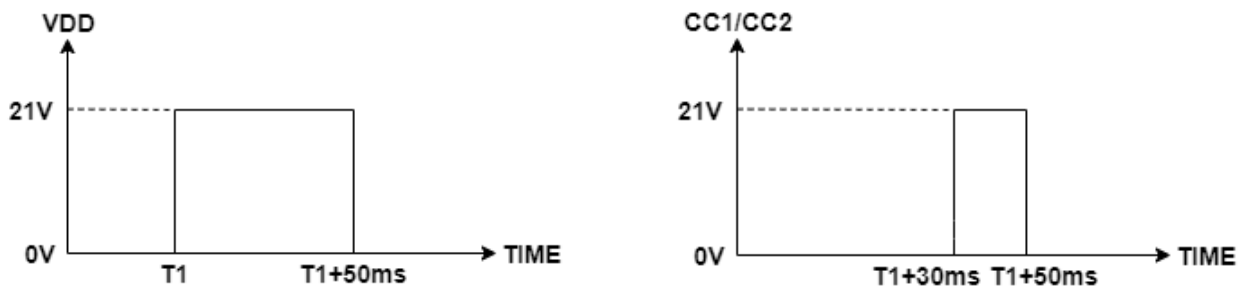 VDD
21V
0V
TIME
T1
T1+50ms
CC1/CC2
21V
0V
TIME
T1+30ms
T1+50ms